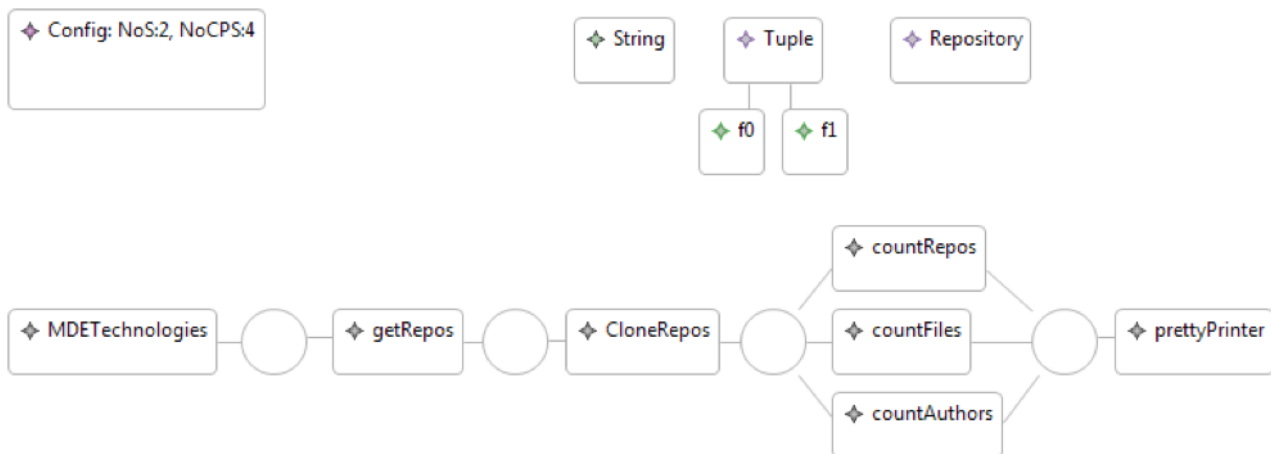 Config: NoS:2, NoCPS:4
String
Tuple
Repository
f0
f1
countRepos
MDETechnologies
getRepos
CloneRepos
countFiles
prettyPrinter
countAuthors